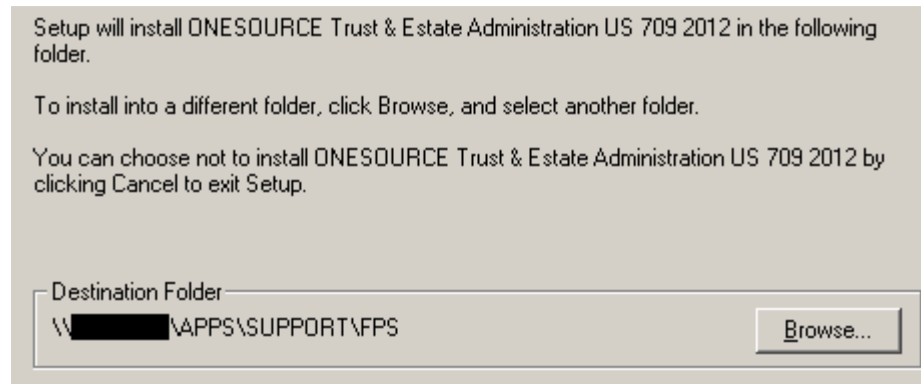 Setup will install ONESOURCE Trust & Estate Administration US 709 2012 in the following
folder.
To install into a different folder, click Browse, and select another folder.
You can choose not to install ONESOURCE Trust & Estate Administration US 709 2012 by
clicking Cancel to exit Setup.
Destination Folder
\\ \APPS\SUPPORT\FPS
Browse...